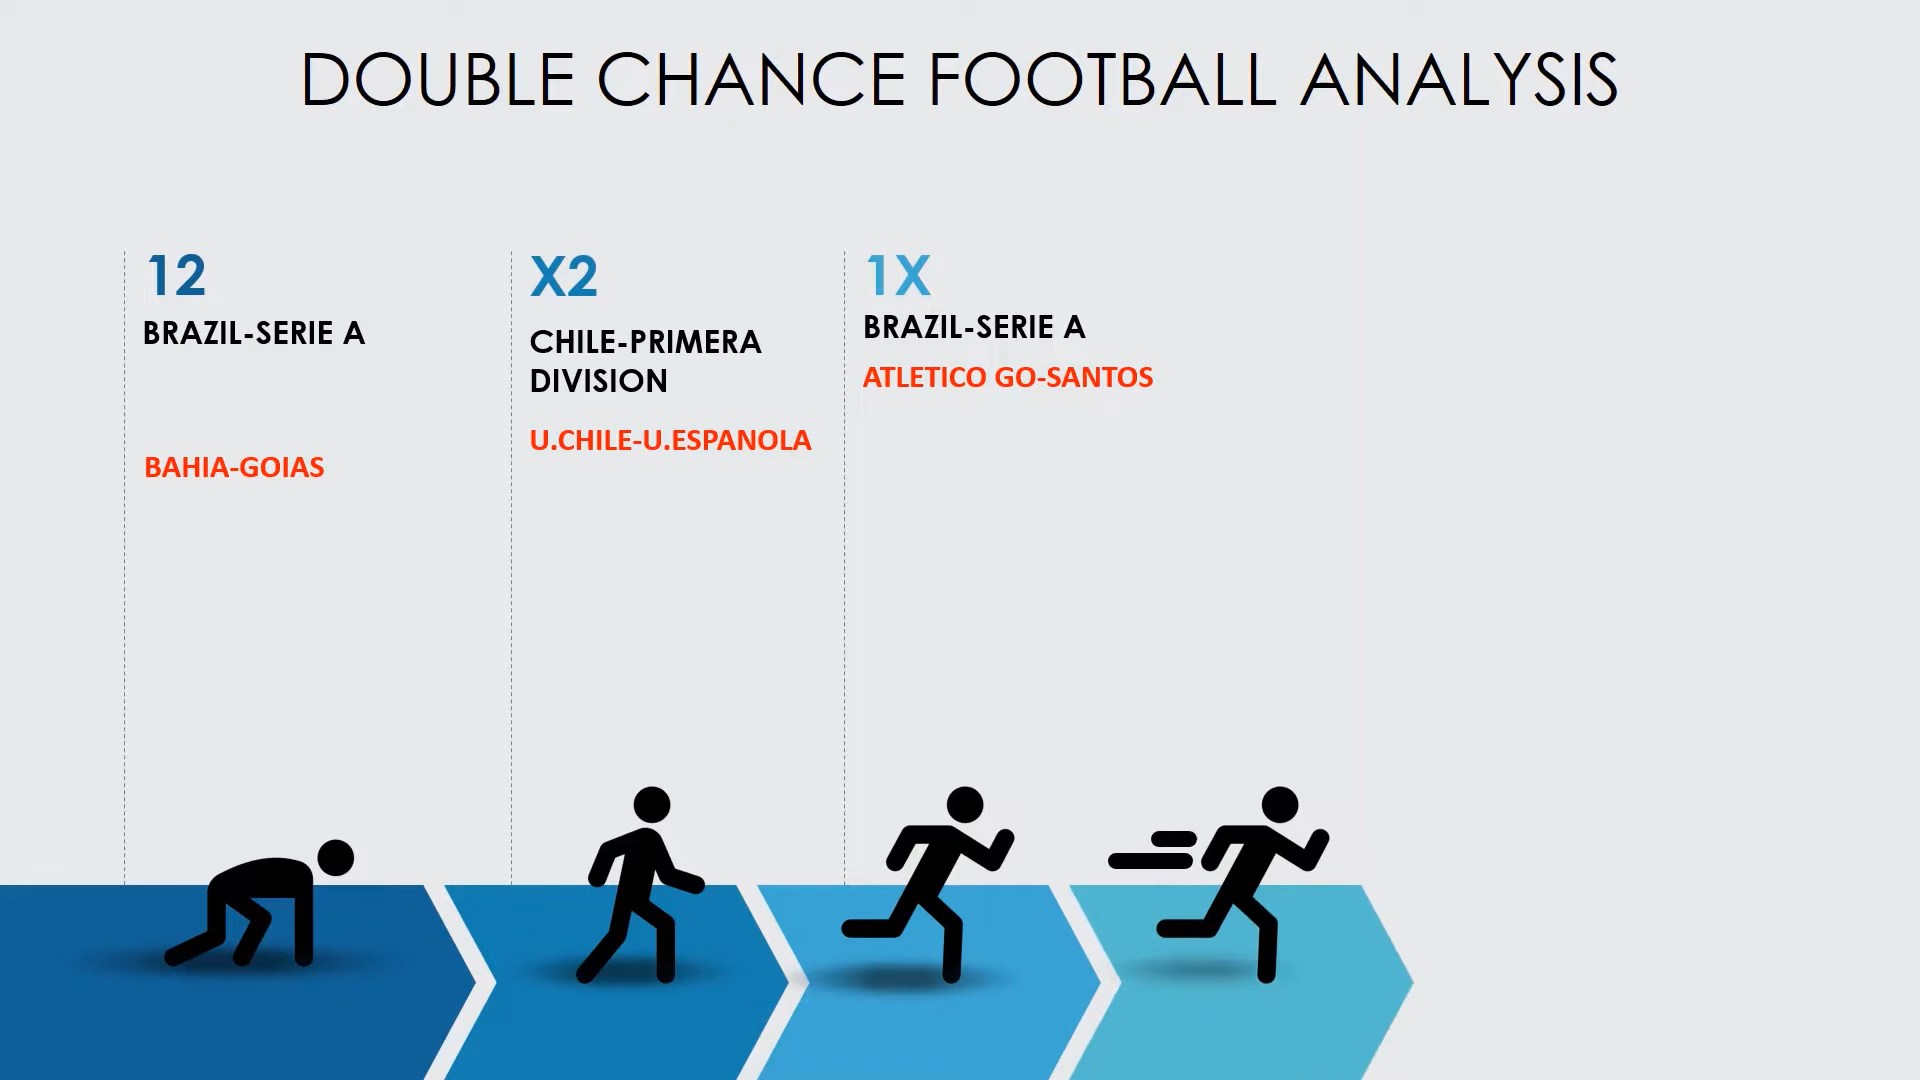 DOUBLE CHANCE FOOTBALL ANALYSIS
12
BRAZIL-SERIE A
BAHIA-GOIAS
X2
CHILE-PRIMERA
DIVISION
U.CHILE-U.ESPANOLA
1X
BRAZIL-SERIE A
ATLETICO GO-SANTOS